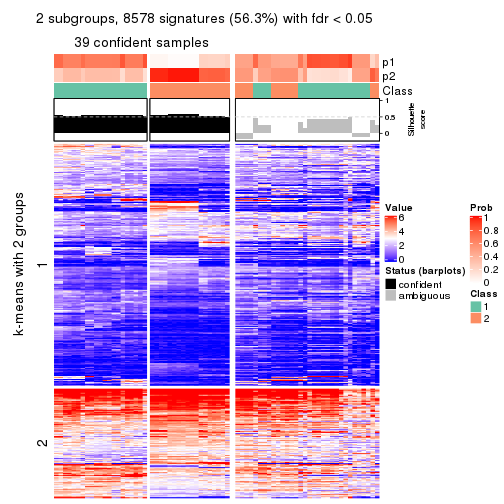 2 subgroups, 8578 signatures (56.3%) with fdr < 0.05
39 confident samples
p1
p2
Class
1
0.5
0
Silhouette
score
k-means with 2 groups
1
2
Value
6
4
2
0
Status (barplots)
confident
ambiguous
Prob
1
0.8
0.6
0.4
0.2
0
Class
1
2